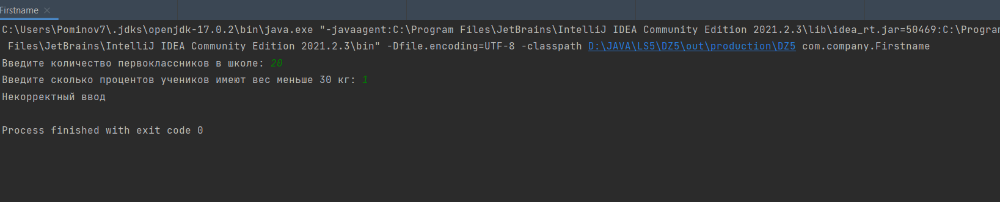 Firstname ×
C:\Users\Pominov7\.jdks\openjdk-17.0.2\bin\java.exe "-javaagent:C:\Program Files\JetBrains\IntelliJ IDEA Community Edition 2021.2.3\lib\idea_rt.jar=50469:C:\Program
Files\JetBrains\IntelliJ IDEA Community Edition 2021.2.3\bin" -Dfile.encoding=UTF-8 -classpath D:\JAVA\LS5\DZ5\out\production\DZ5 com.company.Firstname
Введите количество первоклассников в школе: 20
Введите сколько процентов учеников имеют вес меньше 30 кг: 1
Некорректный ввод
Process finished with exit code 0